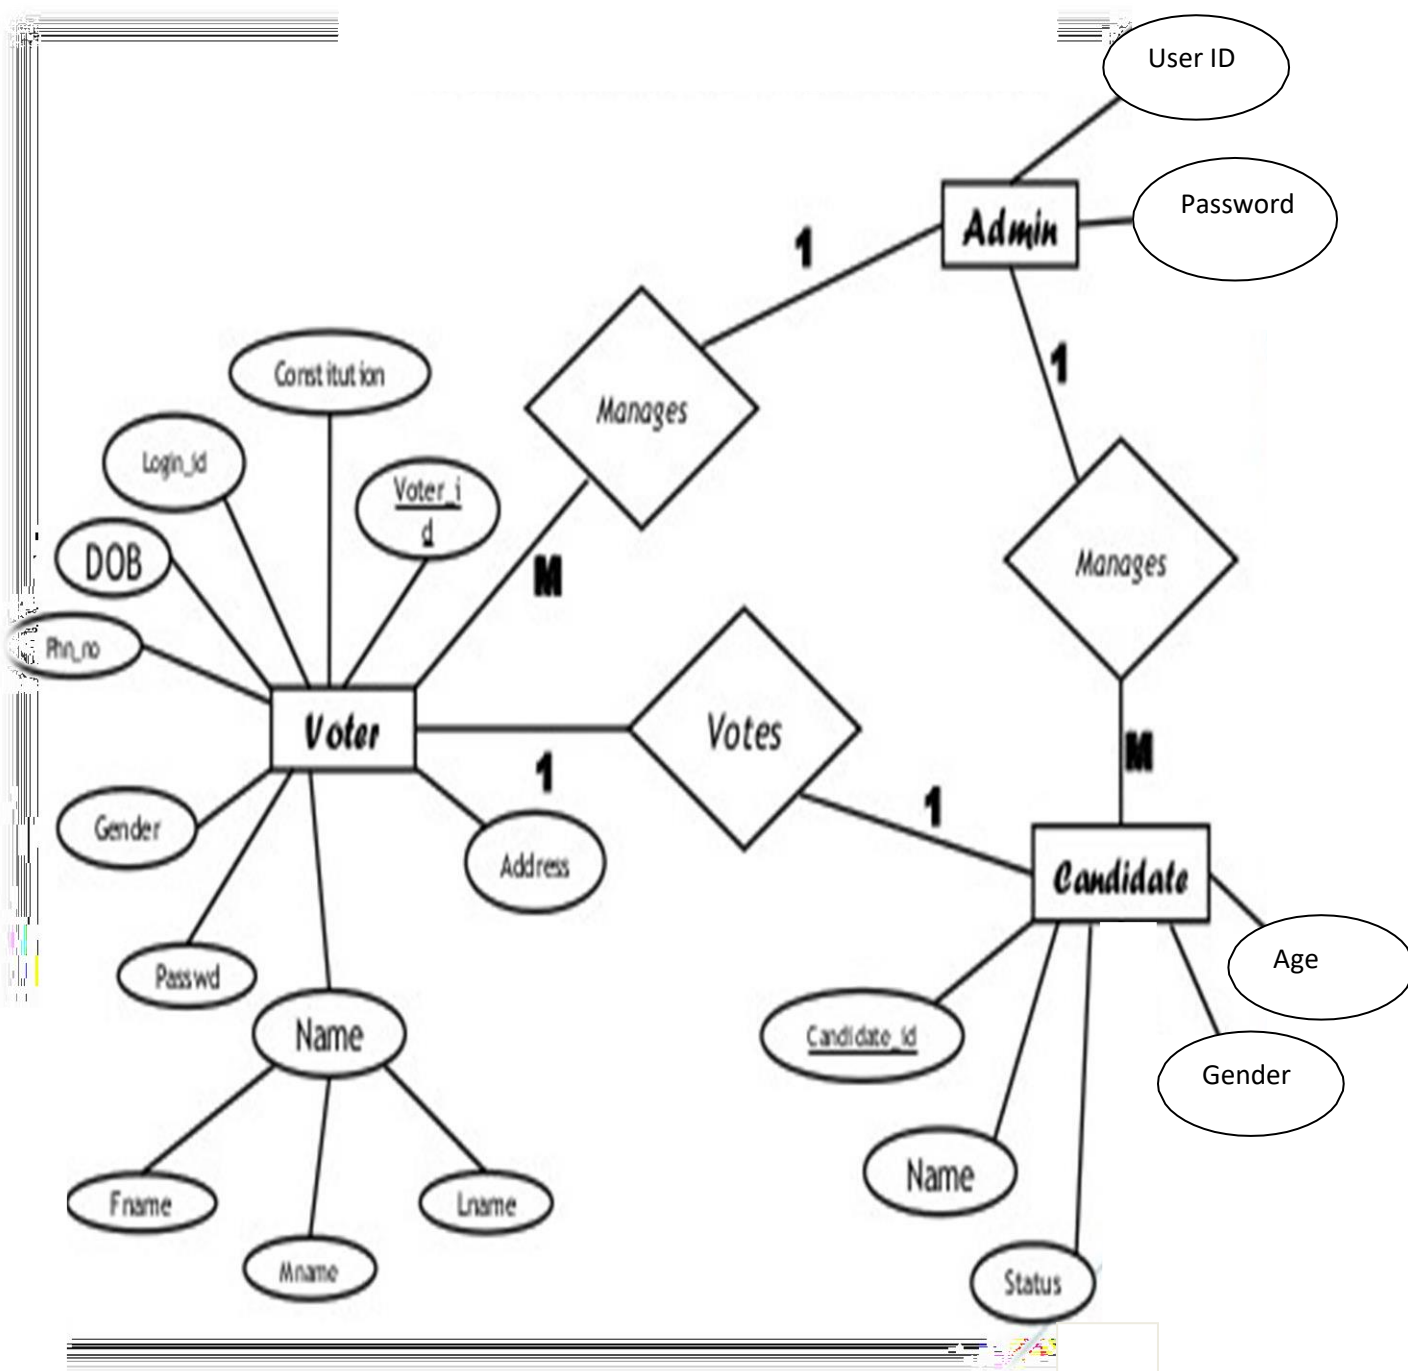 User ID
Password
Admin
1
1
Manages
Constitution
Login_id
Voter_i
d
DOB
Manages
M
Phn_no
Voter
Votes
1
M
1
Gender
Address
Candidate
Passwd
Age
Name
Candidate_id
Gender
Name
Fname
Lname
Mname
Status